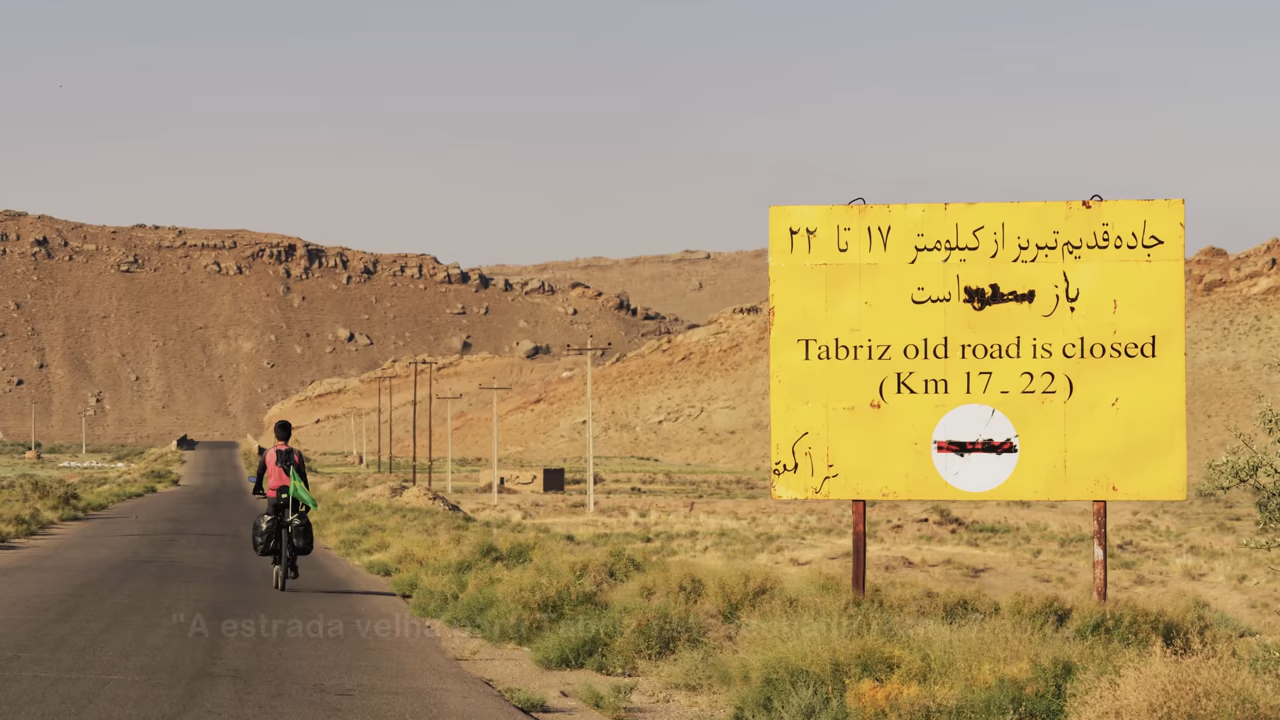 جاده قدیم تبریز از کیلومتر ۱۷ تا ۲۲
باز است
Tabriz old road is closed
(Km 17 - 22)
"A estrada velha